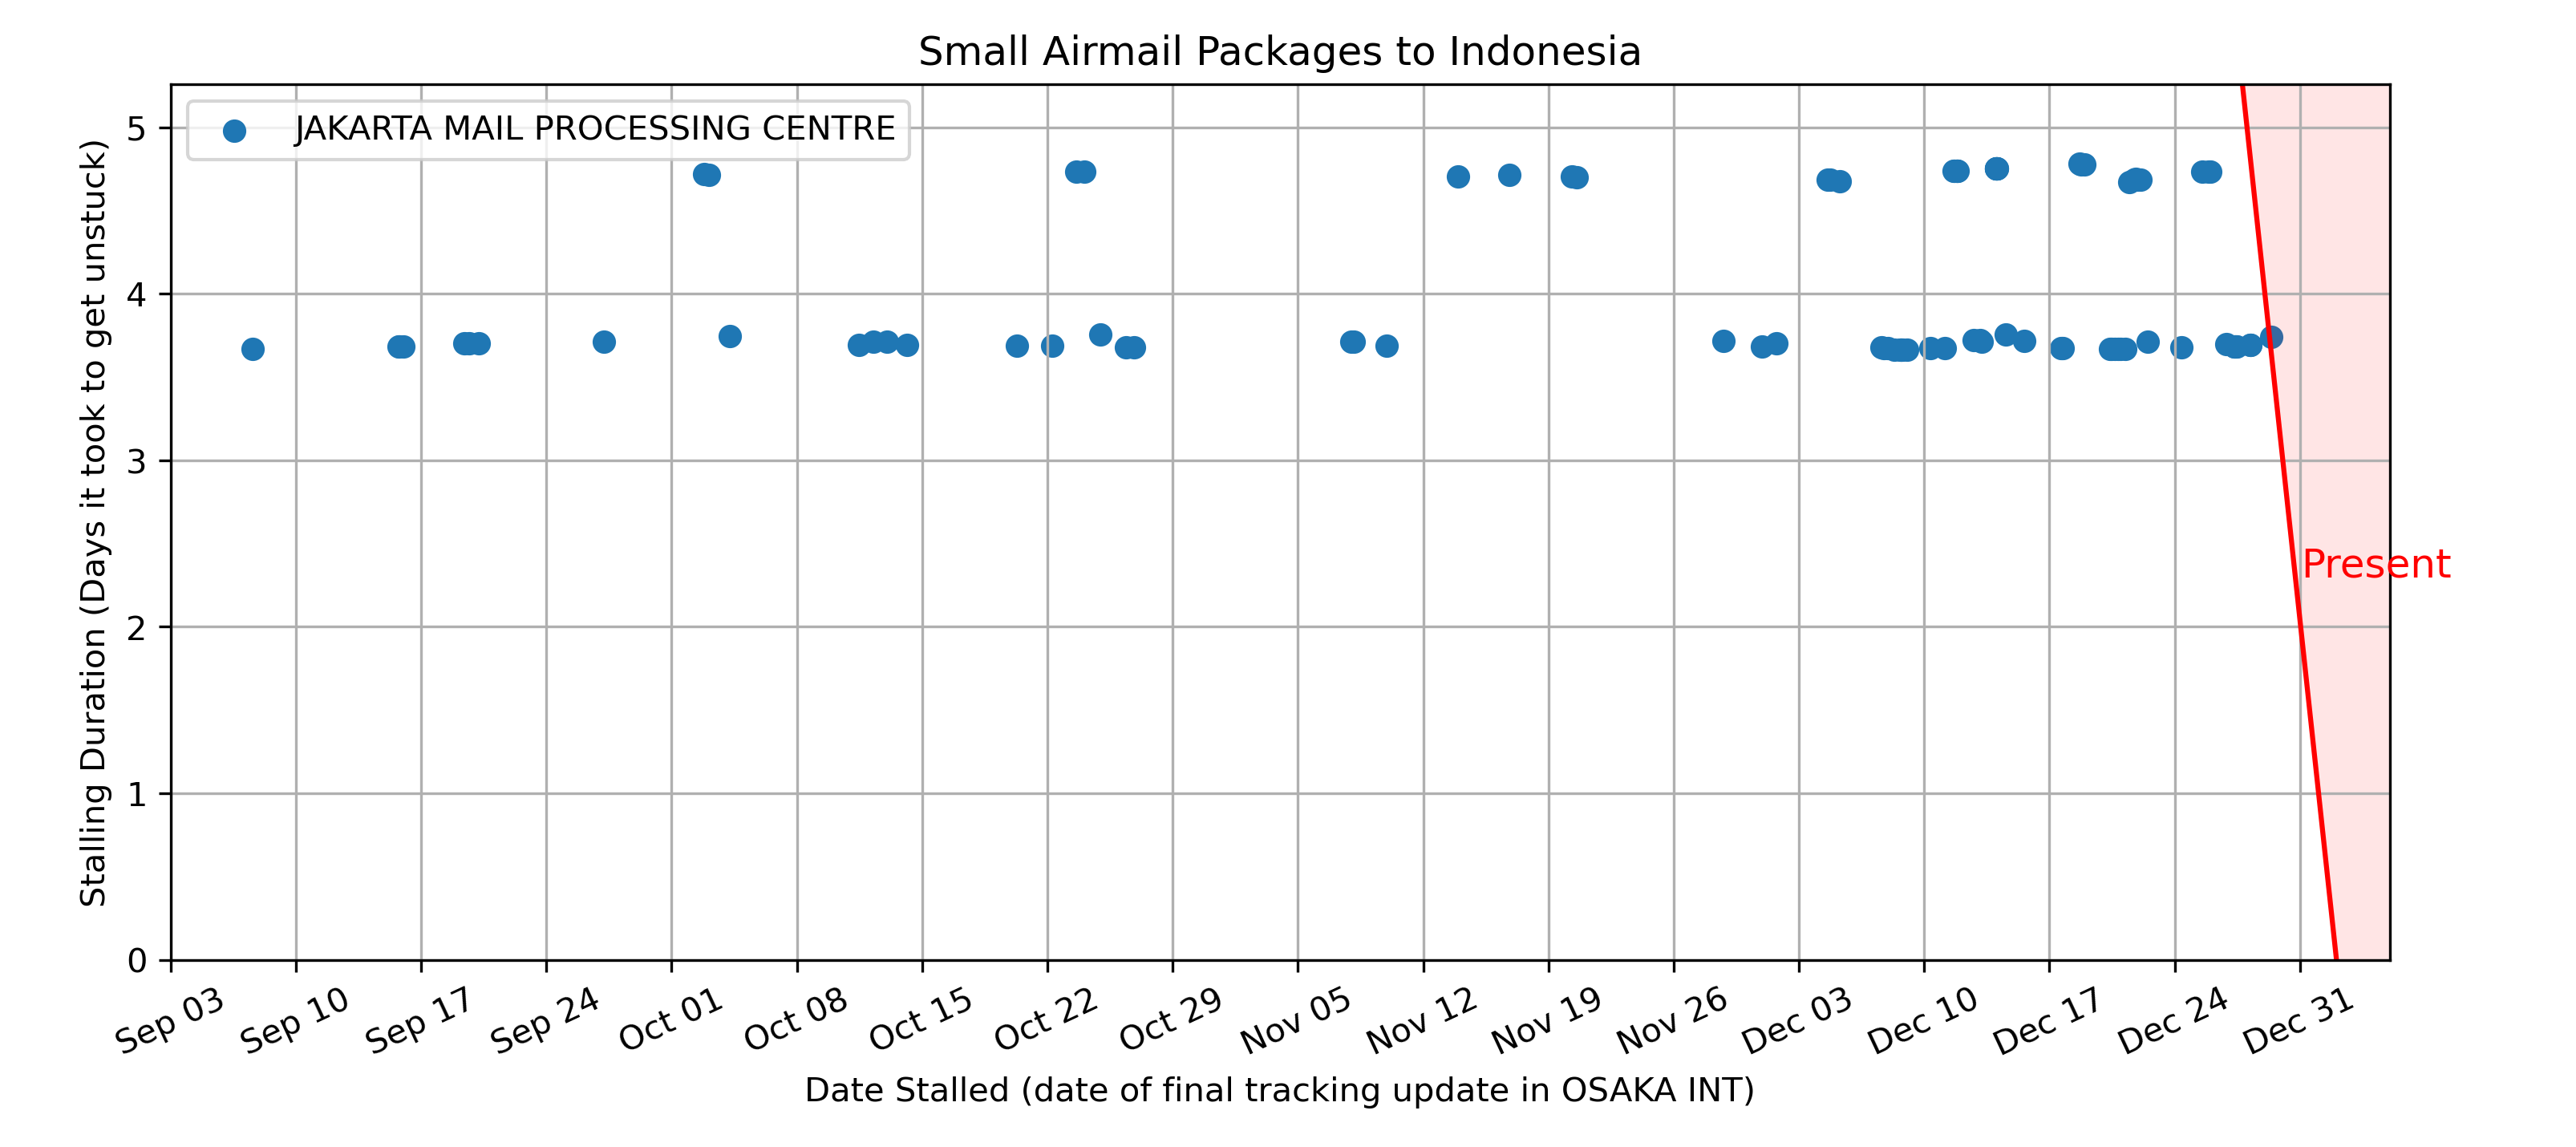 Small Airmail Packages to Indonesia
JAKARTA MAIL PROCESSING CENTRE
Stalling Duration (Days it took to get unstuck)
5
4
3
2
1
0
Present
Sep 03
Sep 10
Sep 17
Sep 24
Oct 01
Oct 08
Oct 15
Oct 22
Oct 29
Nov 05
Nov 12
Nov 19
Nov 26
Dec 03
Dec 10
Dec 17
Dec 24
Dec 31
Date Stalled (date of final tracking update in OSAKA INT)